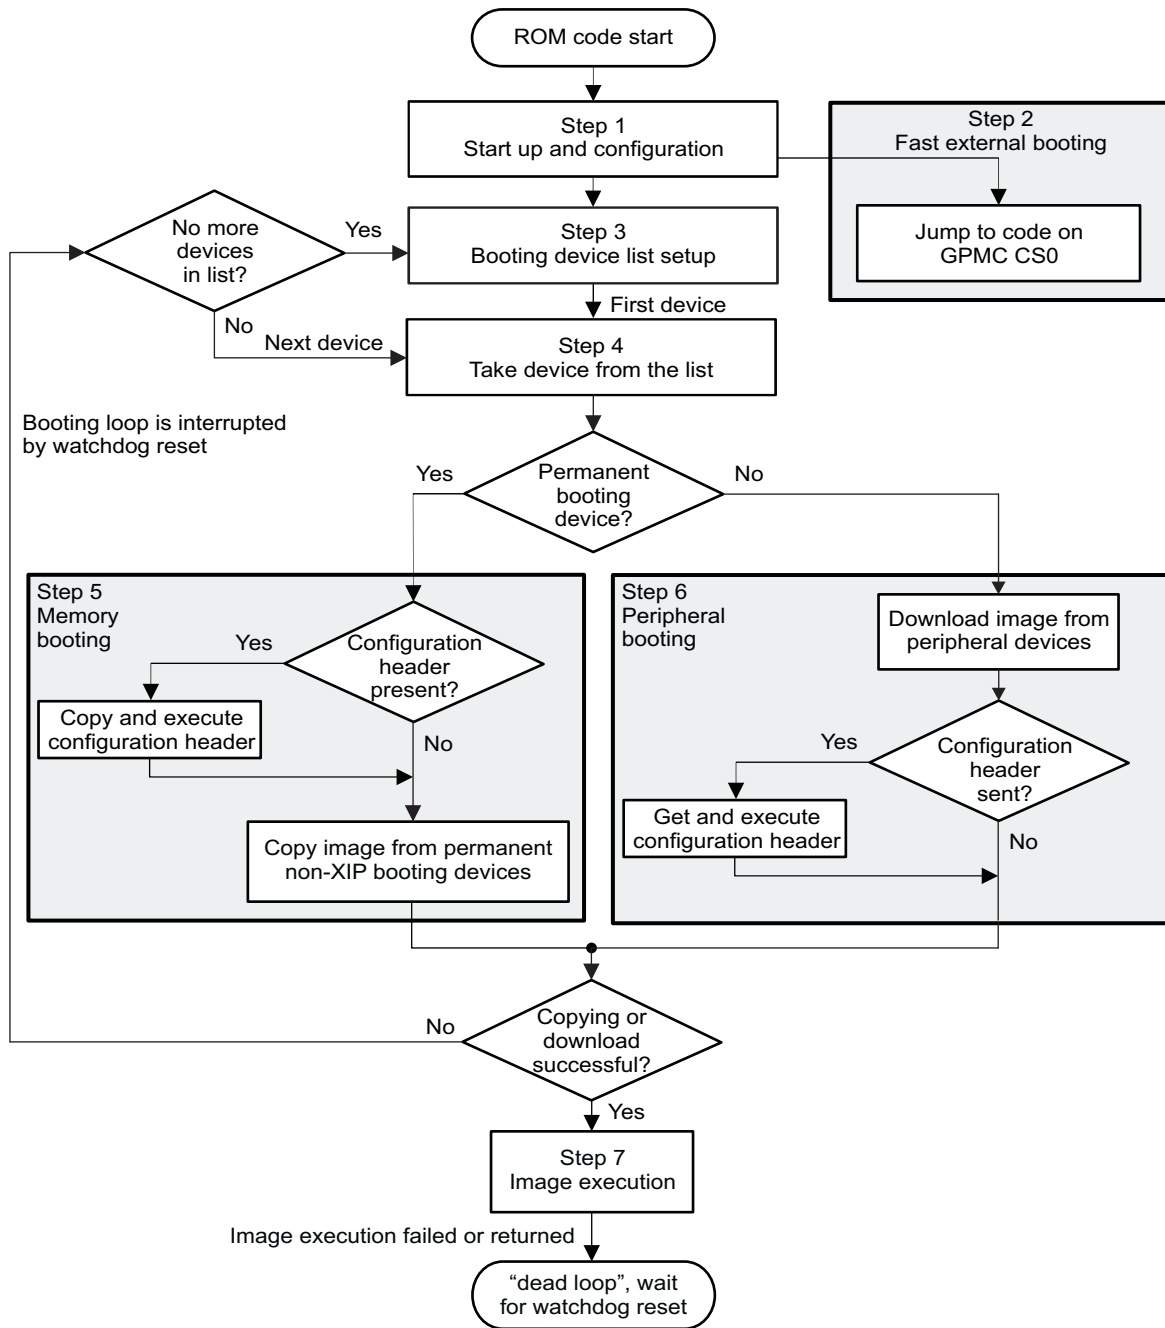 ROM code start
Step 1
Start up and configuration
Step 2
Fast external booting
Jump to code on
GPMC CS0
No more
devices
in list?
Yes
Step 3
Booting device list setup
First device
No
Next device
Step 4
Take device from the list
Booting loop is interrupted
by watchdog reset
Permanent
booting
device?
Yes
No
Step 5
Memory
booting
Configuration
header
present?
Yes
Copy and execute
configuration header
No
Copy image from permanent
non-XIP booting devices
Step 6
Peripheral
booting
Download image from
peripheral devices
Configuration
header
sent?
Yes
Get and execute
configuration header
No
Copying or
download
successful?
No
Yes
Step 7
Image execution
Image execution failed or returned
“dead loop”, wait
for watchdog reset